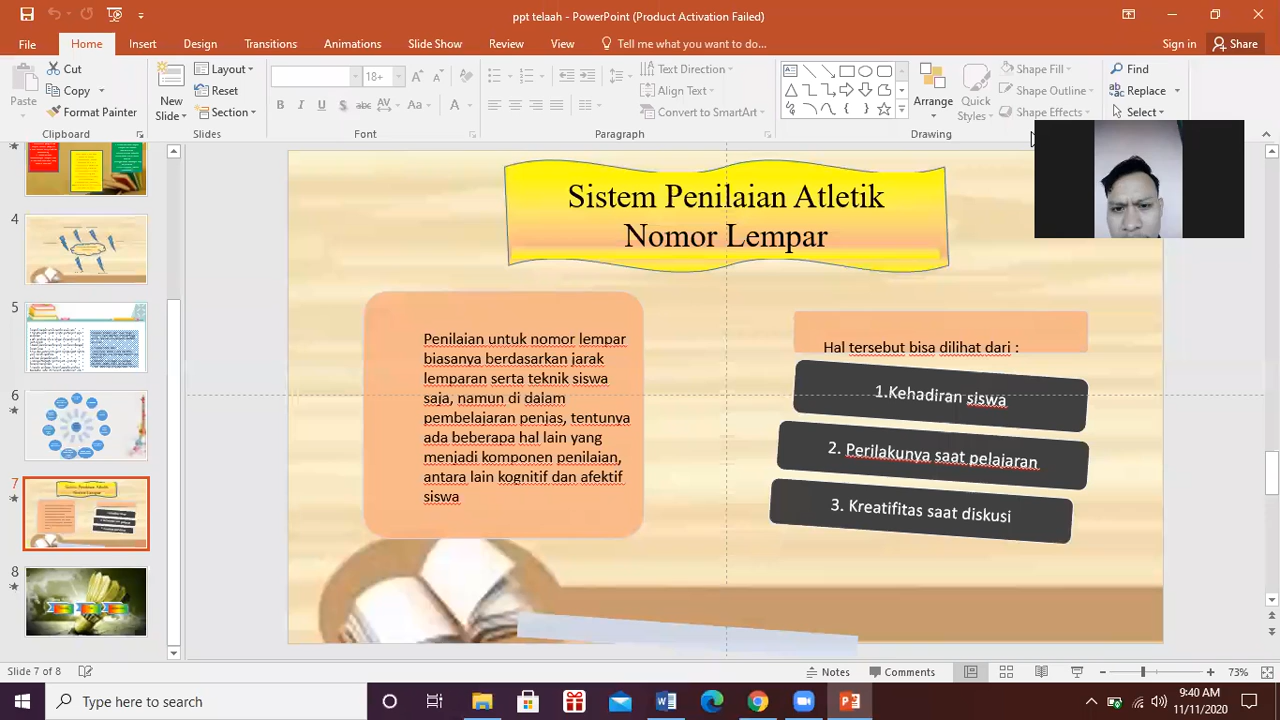 ppt telaah - PowerPoint (Product Activation Failed)
File Home Insert Design Transitions Animations Slide Show Review View Tell me what you want to do... Sign in Share
Paste
Cut
Copy
Format Painter
Clipboard
New
Slide
Layout
Reset
Section
Slides
18+
Font
Text Direction
Align Text
Convert to SmartArt
Paragraph
Arrange
Quick
Styles
Shape Fill
Shape Outline
Shape Effects
Drawing
Find
Replace
Select
4
5
6
7
8
Sistem Penilaian Atletik
Nomor Lempar
Penilaian untuk nomor lempar
biasanya berdasarkan jarak
lemparan serta teknik siswa
saja, namun di dalam
pembelajaran penjas, tentunya
ada beberapa hal lain yang
menjadi komponen penilaian,
antara lain kognitif dan afektif
siswa
Hal tersebut bisa dilihat dari :
1.Kehadiran siswa
2. Perilakunya saat pelajaran
3. Kreatifitas saat diskusi
Slide 7 of 8
Notes
Comments
73%
Type here to search
9:40 AM
11/11/2020